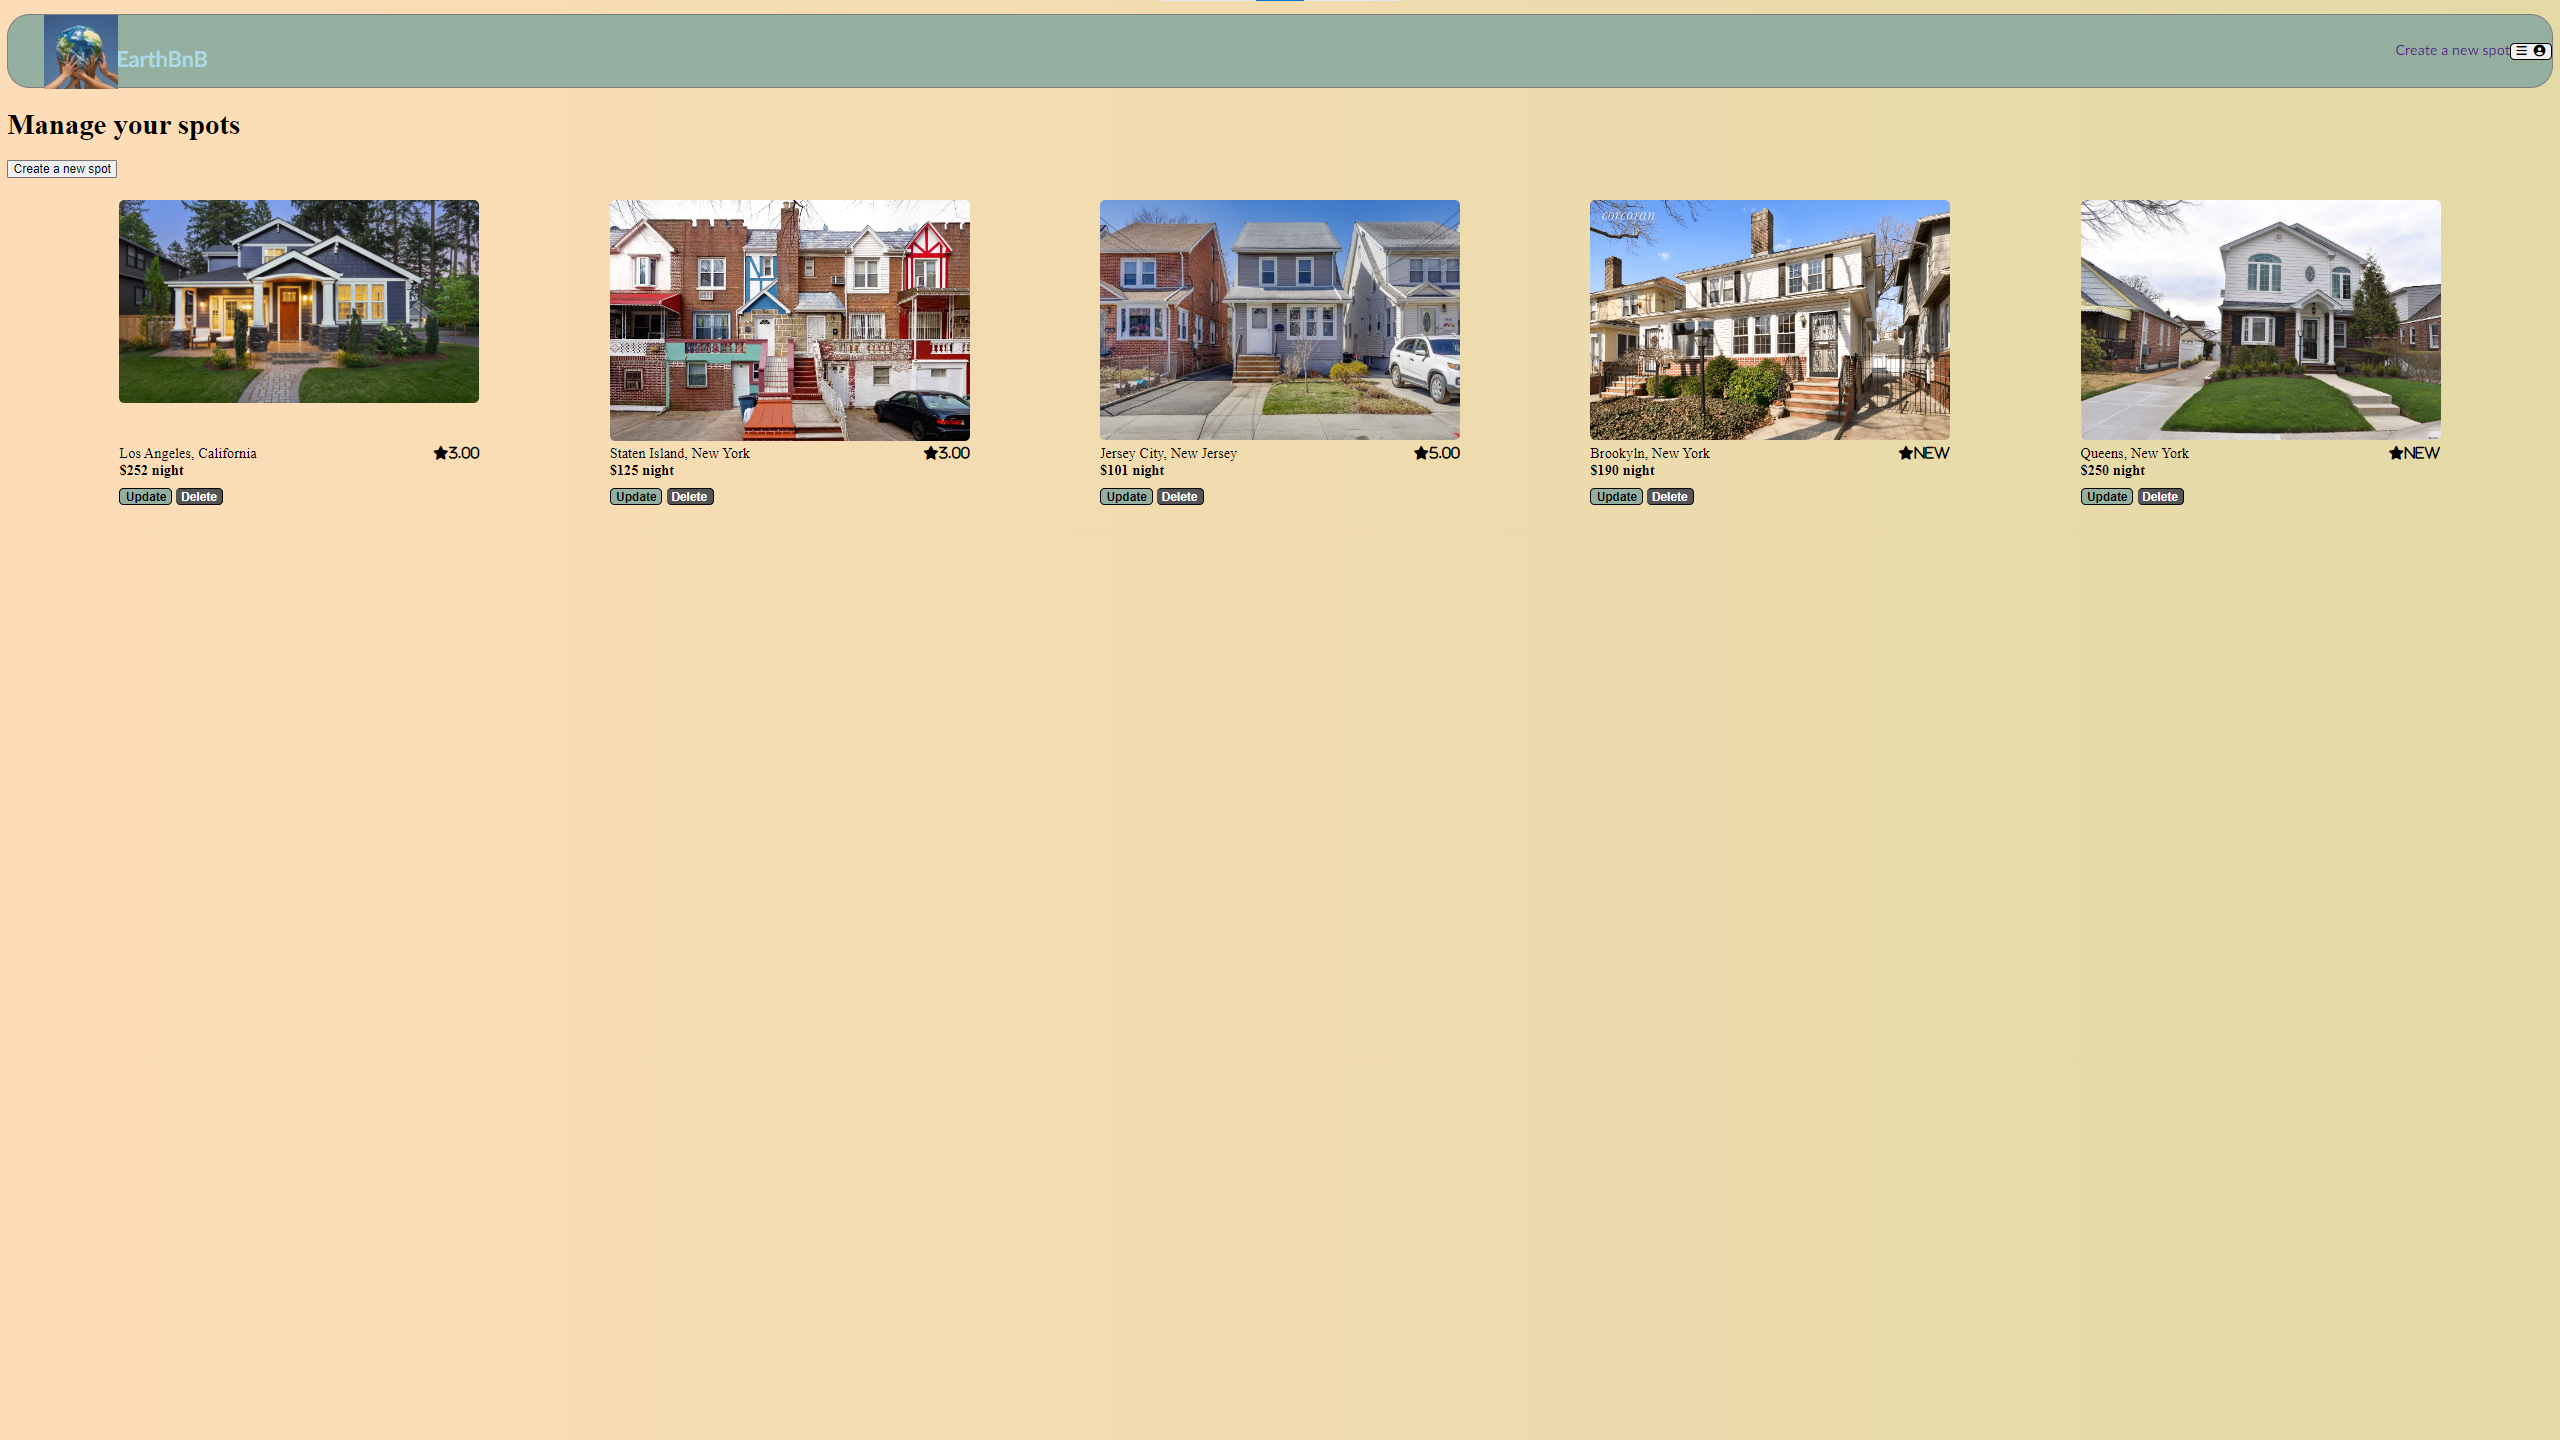 EarthBnB
Create a new spot
Manage your spots
Create a new spot
corcoran
Los Angeles, California
3.00
$252 night
Update Delete
Staten Island, New York
3.00
$125 night
Update Delete
Jersey City, New Jersey
5.00
$101 night
Update Delete
Brookyln, New York
NEW
$190 night
Update Delete
Queens, New York
NEW
$250 night
Update Delete